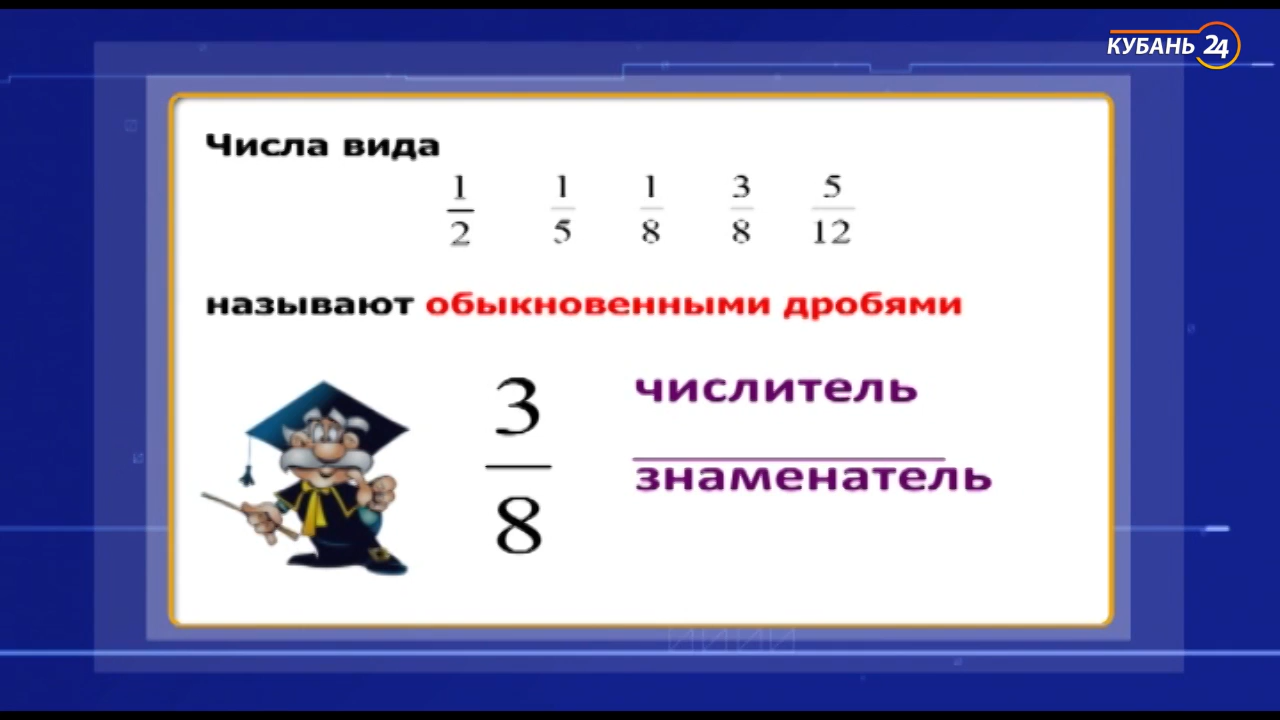 КУБАНЬ 24
Числа вида
1/2 1/5 1/8 3/8 5/12
называют обыкновенными дробями
3/8
числитель
знаменатель